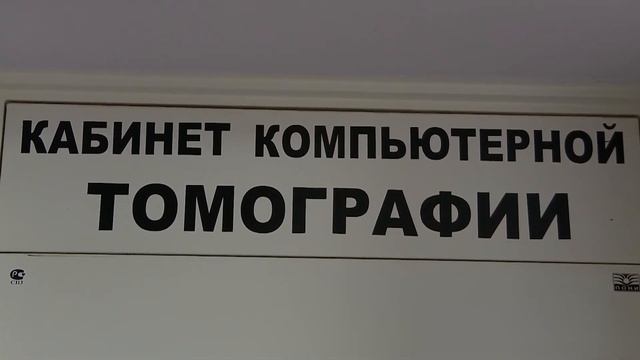 КАБИНЕТ КОМПЬЮТЕРНОЙ
ТОМОГРАФИИ